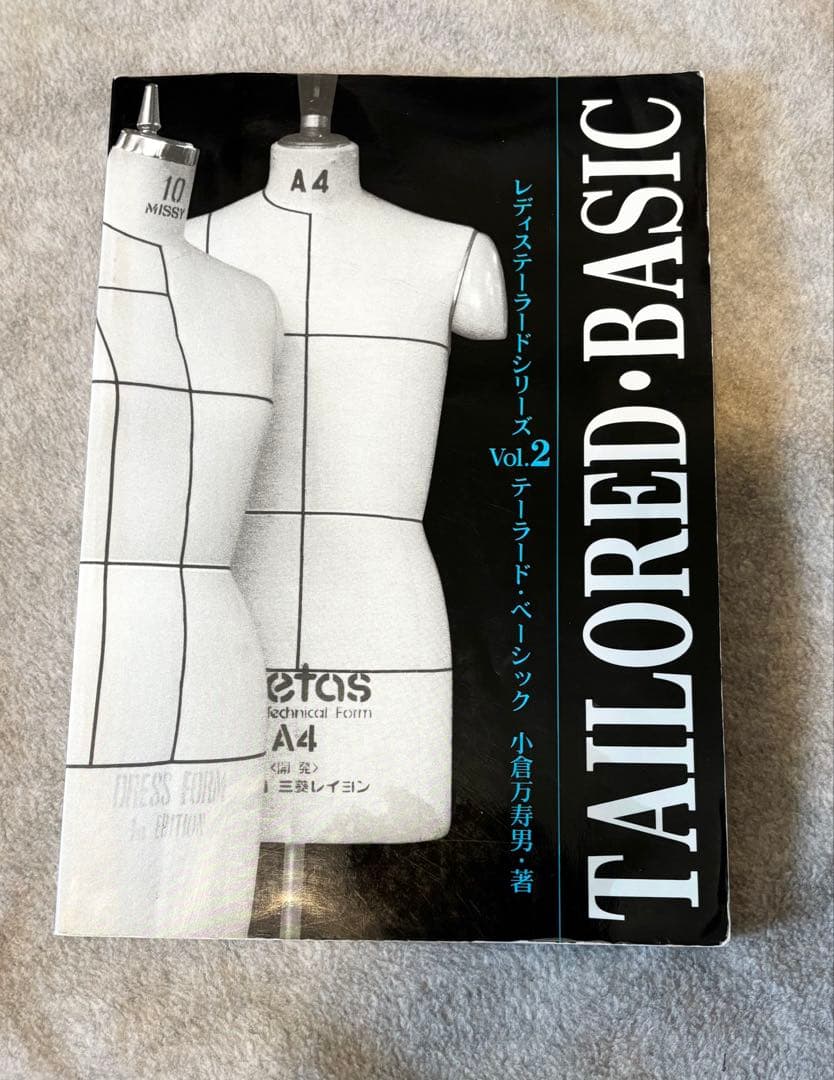 TAILORED・BASIC
レディステーラードシリーズ Vol.2 テーラード・ベーシック 小倉万寿男・著
10
MISSY
A4
etas
Technical Form
A4
〈開発〉
三菱レイヨン
DRESS FORM
EDITION